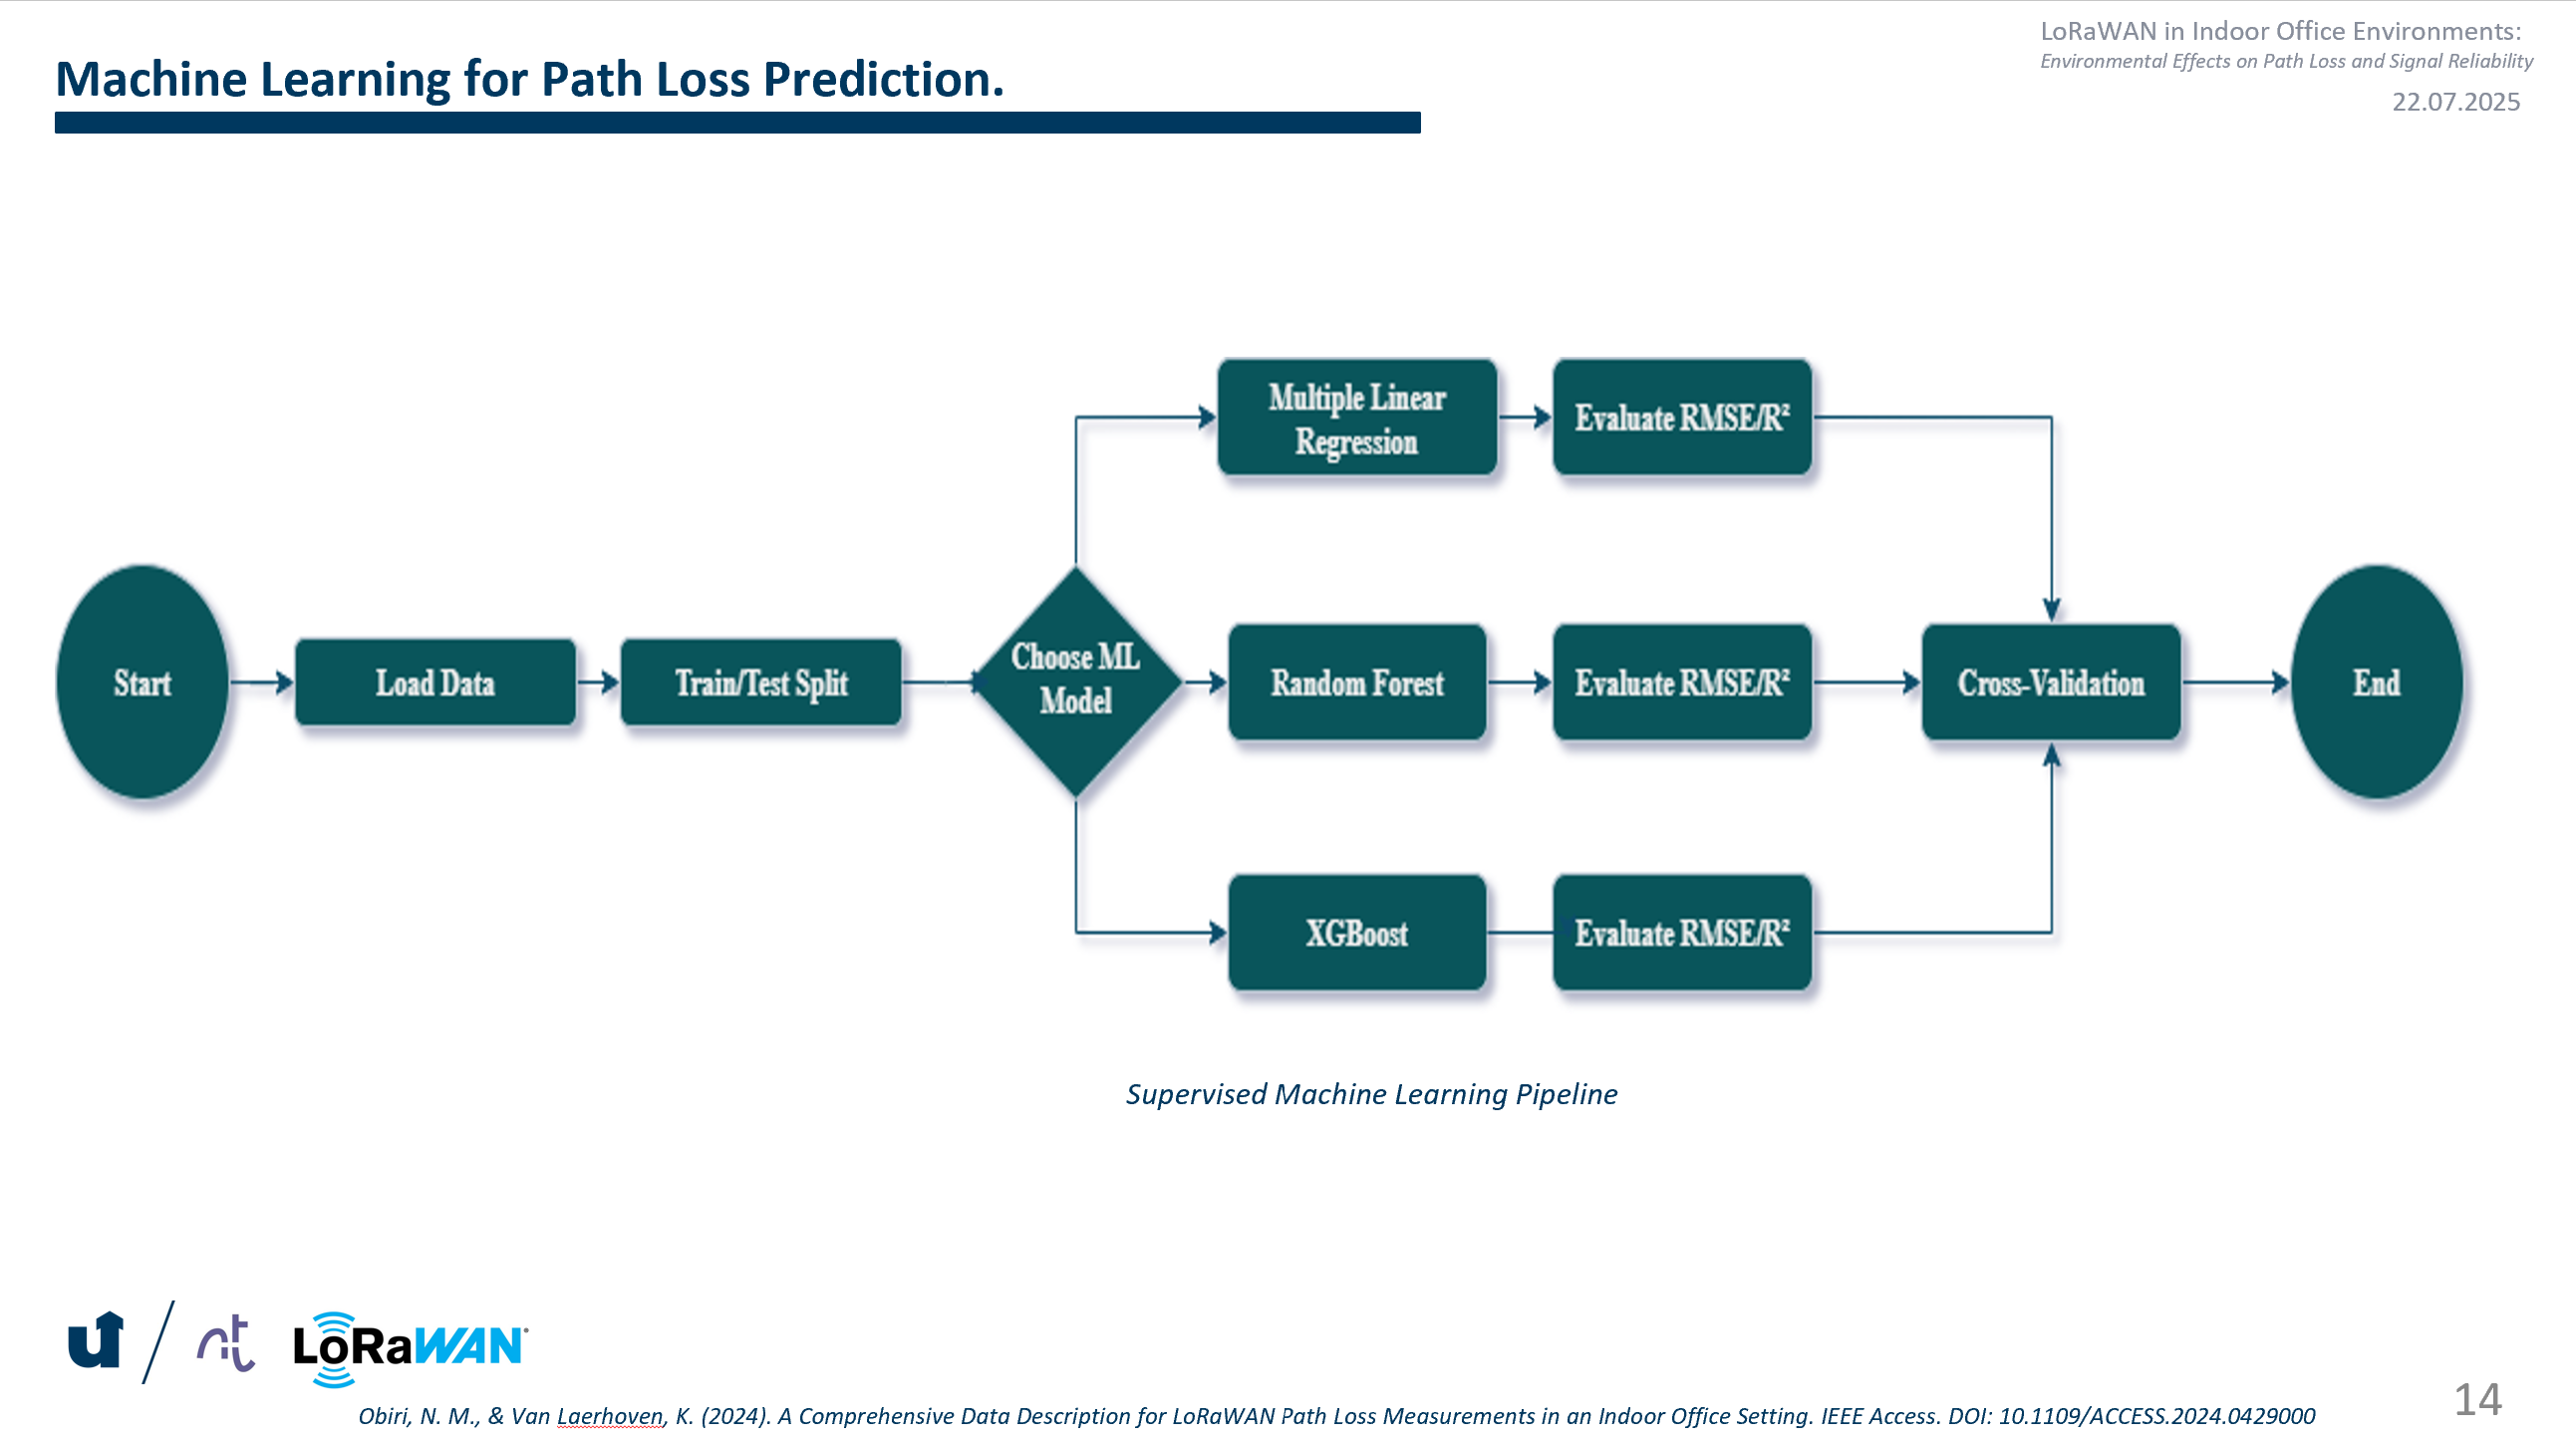 LoRaWAN in Indoor Office Environments:
Environmental Effects on Path Loss and Signal Reliability
22.07.2025
Machine Learning for Path Loss Prediction.
Start
Load Data
Train/Test Split
Choose ML
Model
Multiple Linear
Regression
Evaluate RMSE/R²
Random Forest
Evaluate RMSE/R²
XGBoost
Evaluate RMSE/R²
Cross-Validation
End
Supervised Machine Learning Pipeline
LoRaWAN
Obiri, N. M., & Van Laerhoven, K. (2024). A Comprehensive Data Description for LoRaWAN Path Loss Measurements in an Indoor Office Setting. IEEE Access. DOI: 10.1109/ACCESS.2024.0429000
14